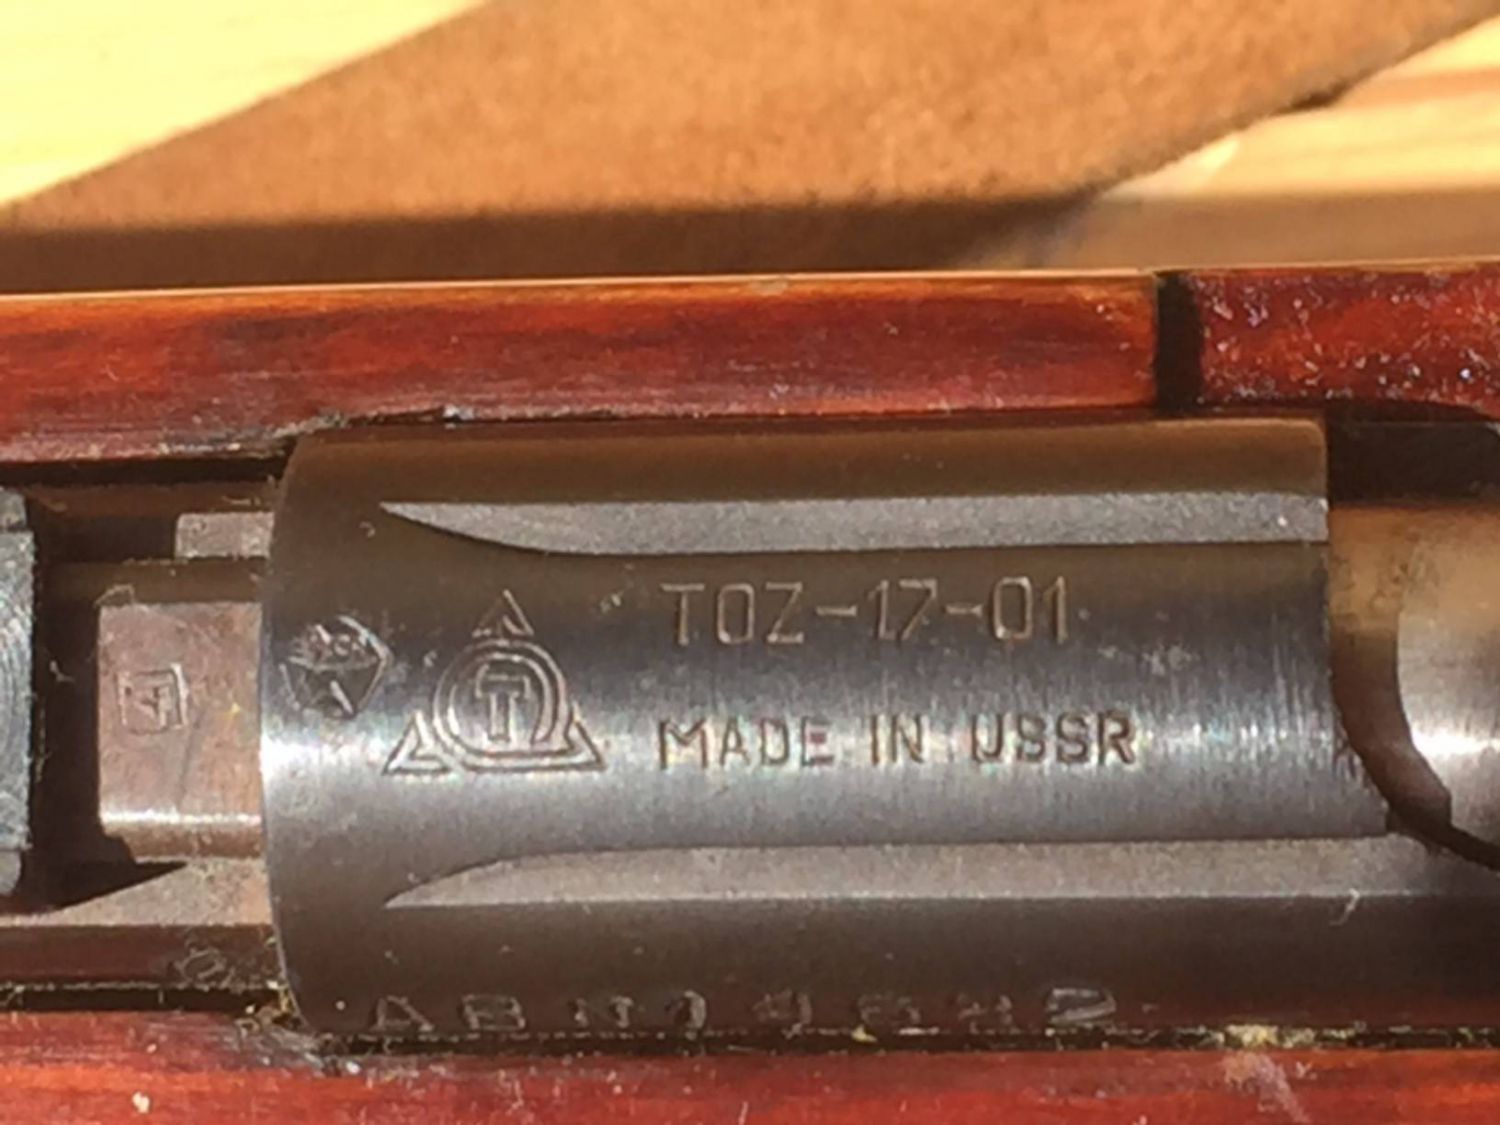 TOZ-17-01
T
MADE IN USSR